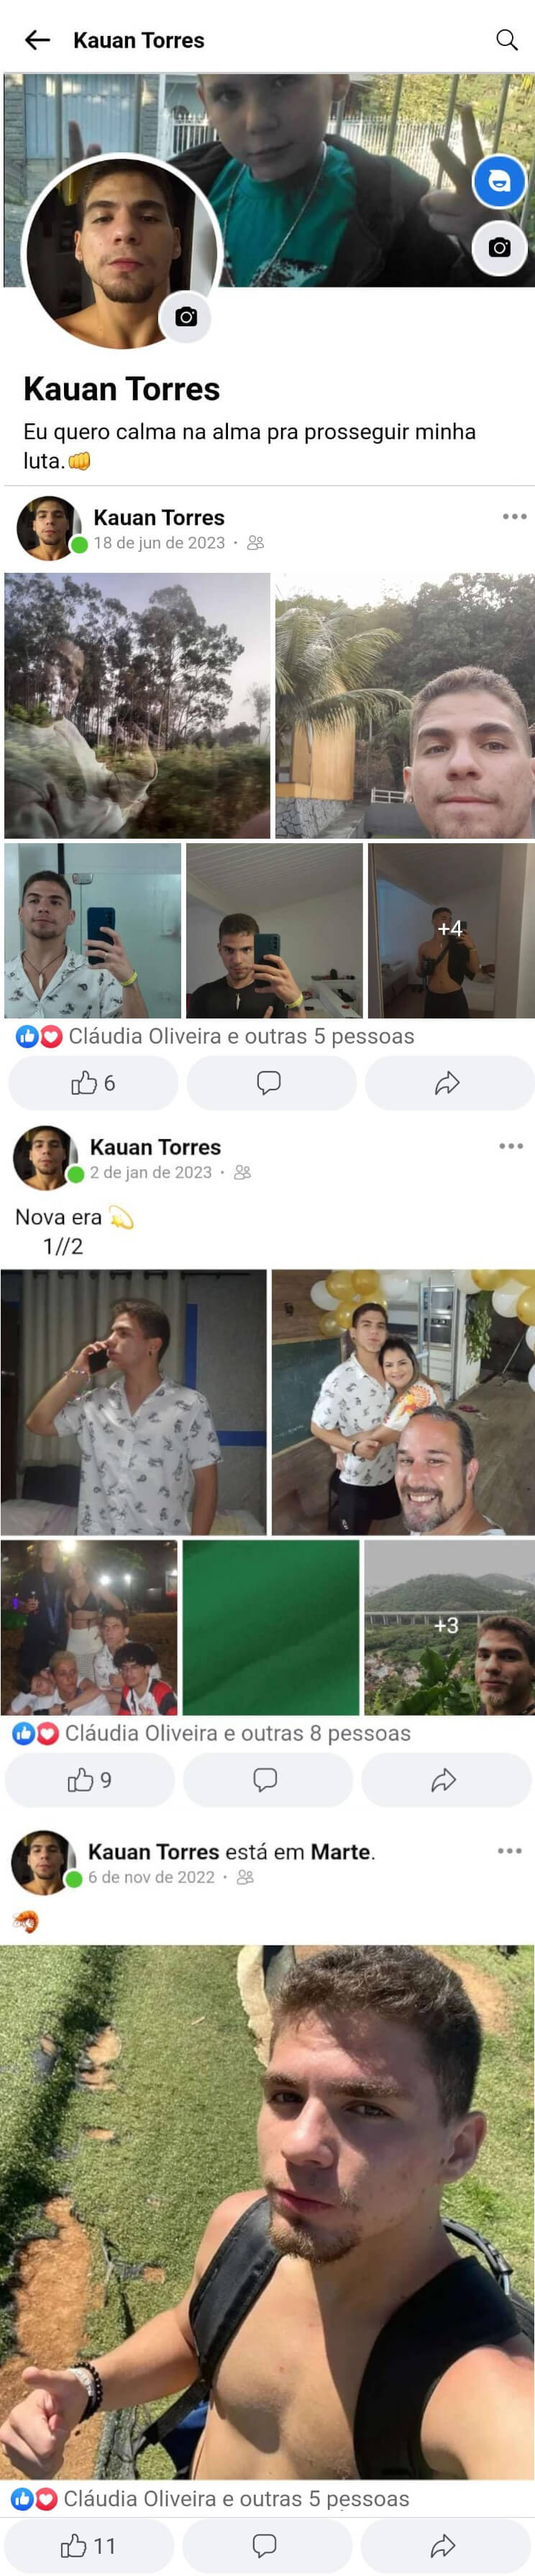 Kauan Torres
Kauan Torres
Eu quero calma na alma pra prosseguir minha
luta.👊
Kauan Torres
18 de jun de 2023 ·
+4
Cláudia Oliveira e outras 5 pessoas
6
Kauan Torres
2 de jan de 2023 ·
Nova era 💫
1//2
+3
Cláudia Oliveira e outras 8 pessoas
9
Kauan Torres está em Marte.
6 de nov de 2022 ·
🦐
Cláudia Oliveira e outras 5 pessoas
11